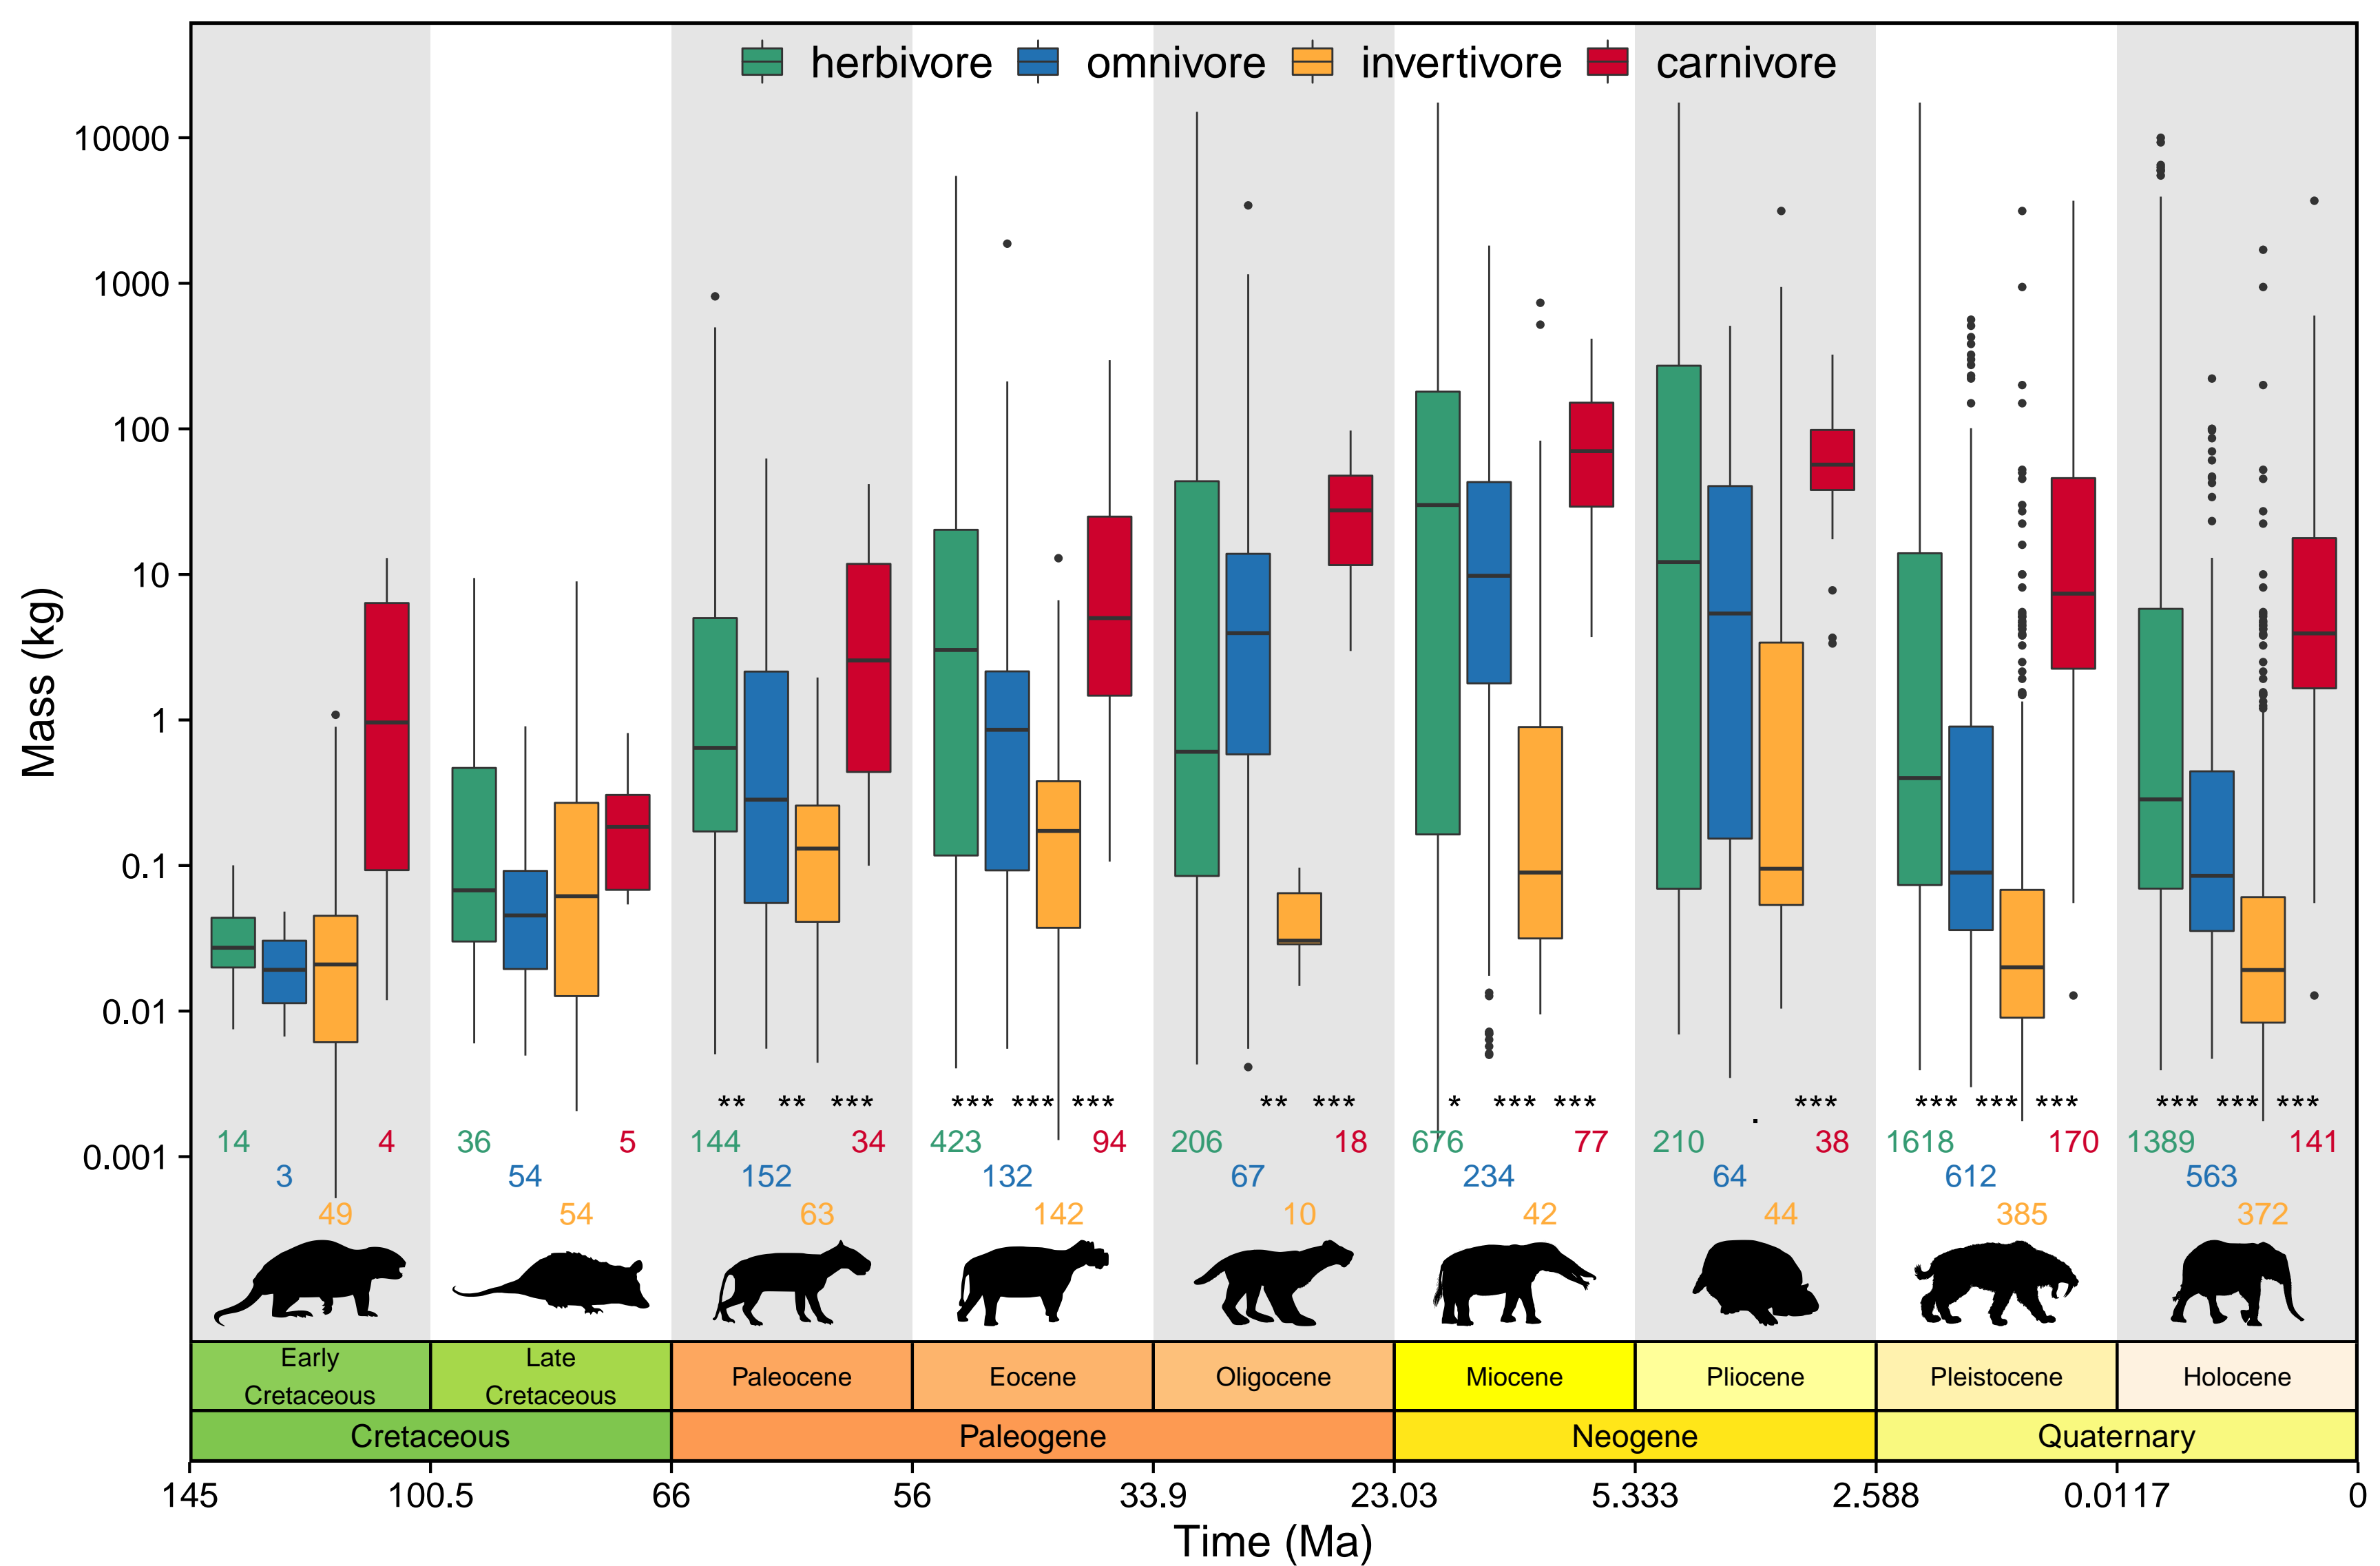 herbivore omnivore invertivore carnivore
10000
1000
100
10
1
0.1
0.01
0.001
Mass (kg)
** ** *** *** *** *** ** *** * *** *** . *** *** *** *** *** *** ***
14 4 36 5 144 34 423 94 206 18 676 77 210 38 1618 170 1389 141
3 54 152 132 67 234 64 612 563
49 54 63 142 10 42 44 385 372
Early Cretaceous
Late Cretaceous
Paleocene
Eocene
Oligocene
Miocene
Pliocene
Pleistocene
Holocene
Cretaceous Paleogene Neogene Quaternary
145 100.5 66 56 33.9 23.03 5.333 2.588 0.0117 0
Time (Ma)